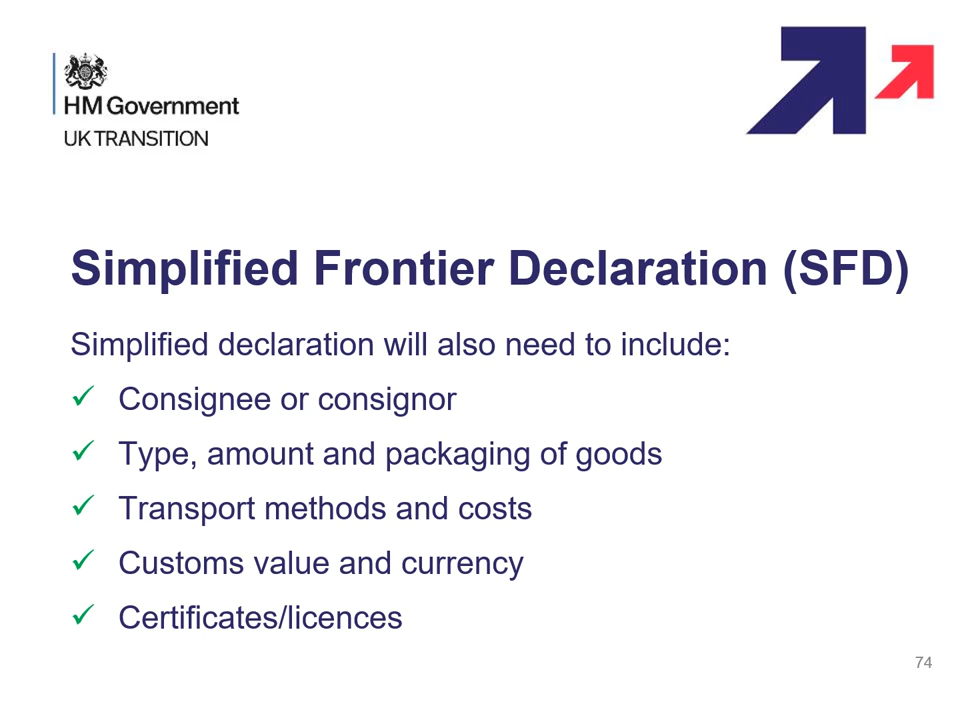 HM Government
UK TRANSITION
Simplified Frontier Declaration (SFD)
Simplified declaration will also need to include:
Consignee or consignor
Type, amount and packaging of goods
Transport methods and costs
Customs value and currency
Certificates/licences
74